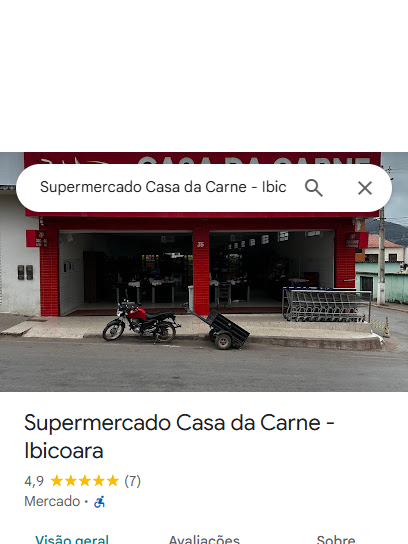 CASA DA CARNE
Supermercado Casa da Carne - Ibic
35
Supermercado Casa da Carne -
Ibicoara
4,9 ★★★★★ (7)
Mercado •
Visão geral Avaliações Sobre